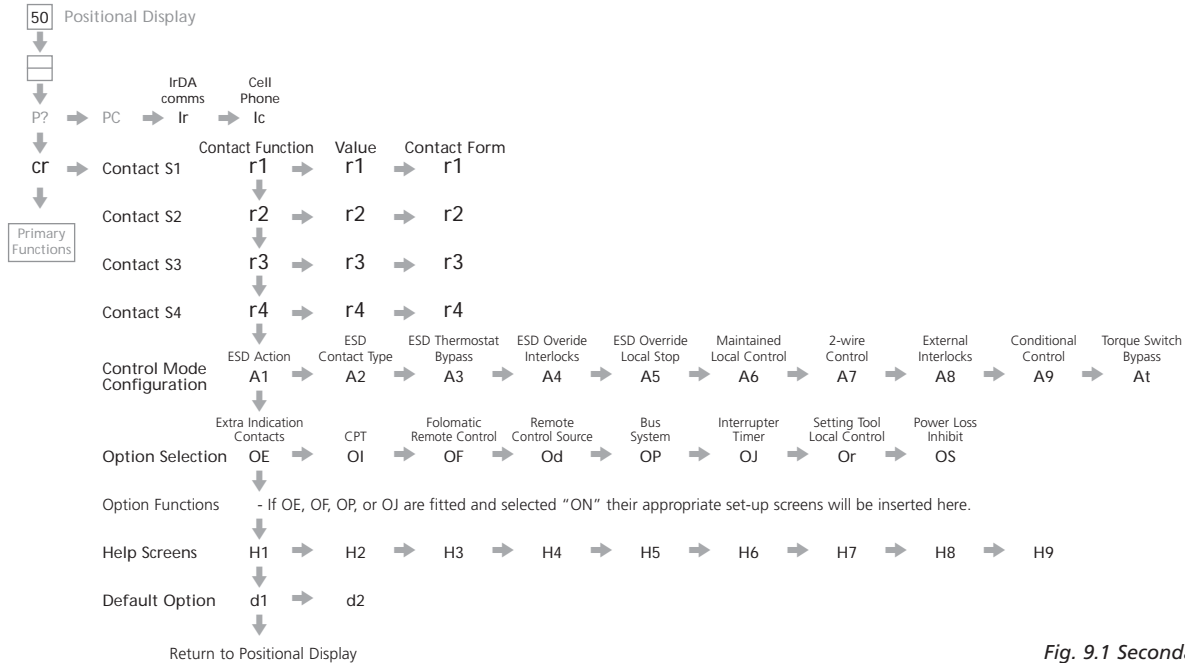 50 Positional Display
IrDA comms
Cell Phone
P? PC Ir Ic
Contact Function Value Contact Form
cr Contact S1 r1 r1 r1
Primary Functions
Contact S2 r2 r2 r2
Contact S3 r3 r3 r3
Contact S4 r4 r4 r4
ESD Action
ESD Contact Type
ESD Thermostat Bypass
ESD Overide Interlocks
ESD Override Local Stop
Maintained Local Control
2-wire Control
External Interlocks
Conditional Control
Torque Switch Bypass
Control Mode Configuration
A1 A2 A3 A4 A5 A6 A7 A8 A9 At
Extra Indication Contacts
CPT
Folomatic Remote Control
Remote Control Source
Bus System
Interrupter Timer
Setting Tool Local Control
Power Loss Inhibit
Option Selection OE OI OF Od OP OJ Or OS
Option Functions - If OE, OF, OP, or OJ are fitted and selected “ON” their appropriate set-up screens will be inserted here.
Help Screens H1 H2 H3 H4 H5 H6 H7 H8 H9
Default Option d1 d2
Return to Positional Display
Fig. 9.1